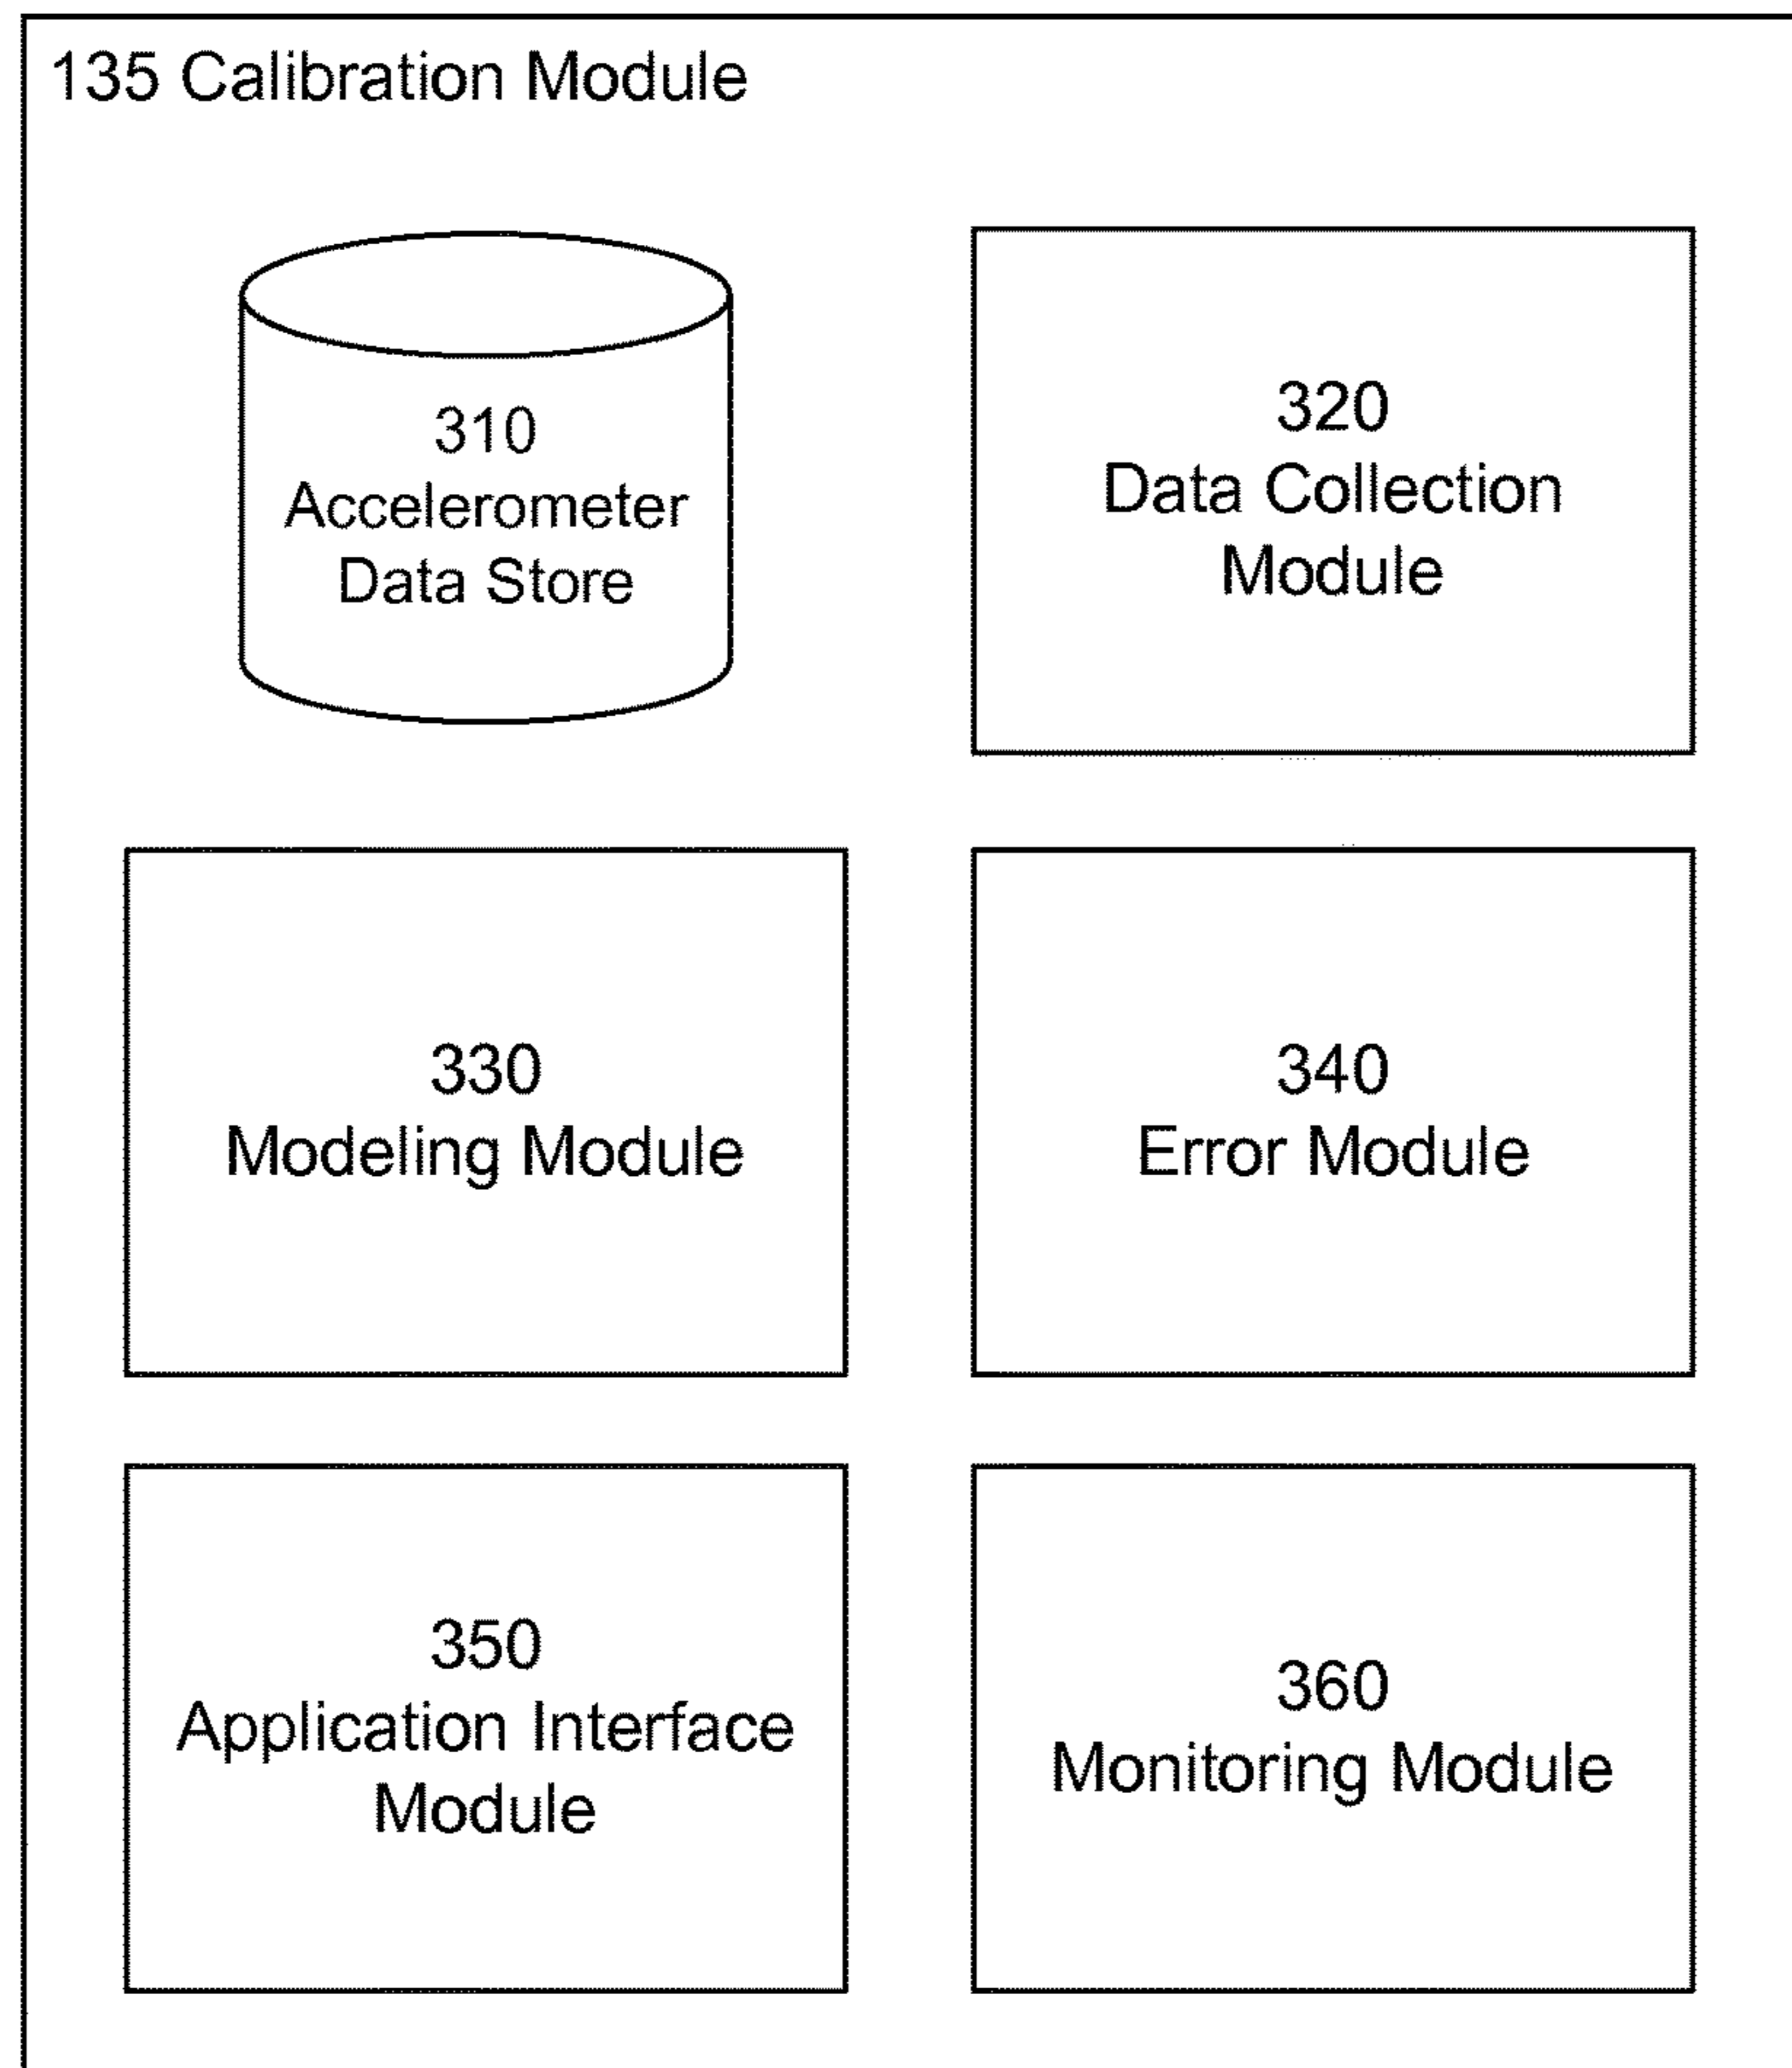 135 Calibration Module
310
Accelerometer
Data Store
320
Data Collection
Module
330
Modeling Module
340
Error Module
350
Application Interface
Module
360
Monitoring Module